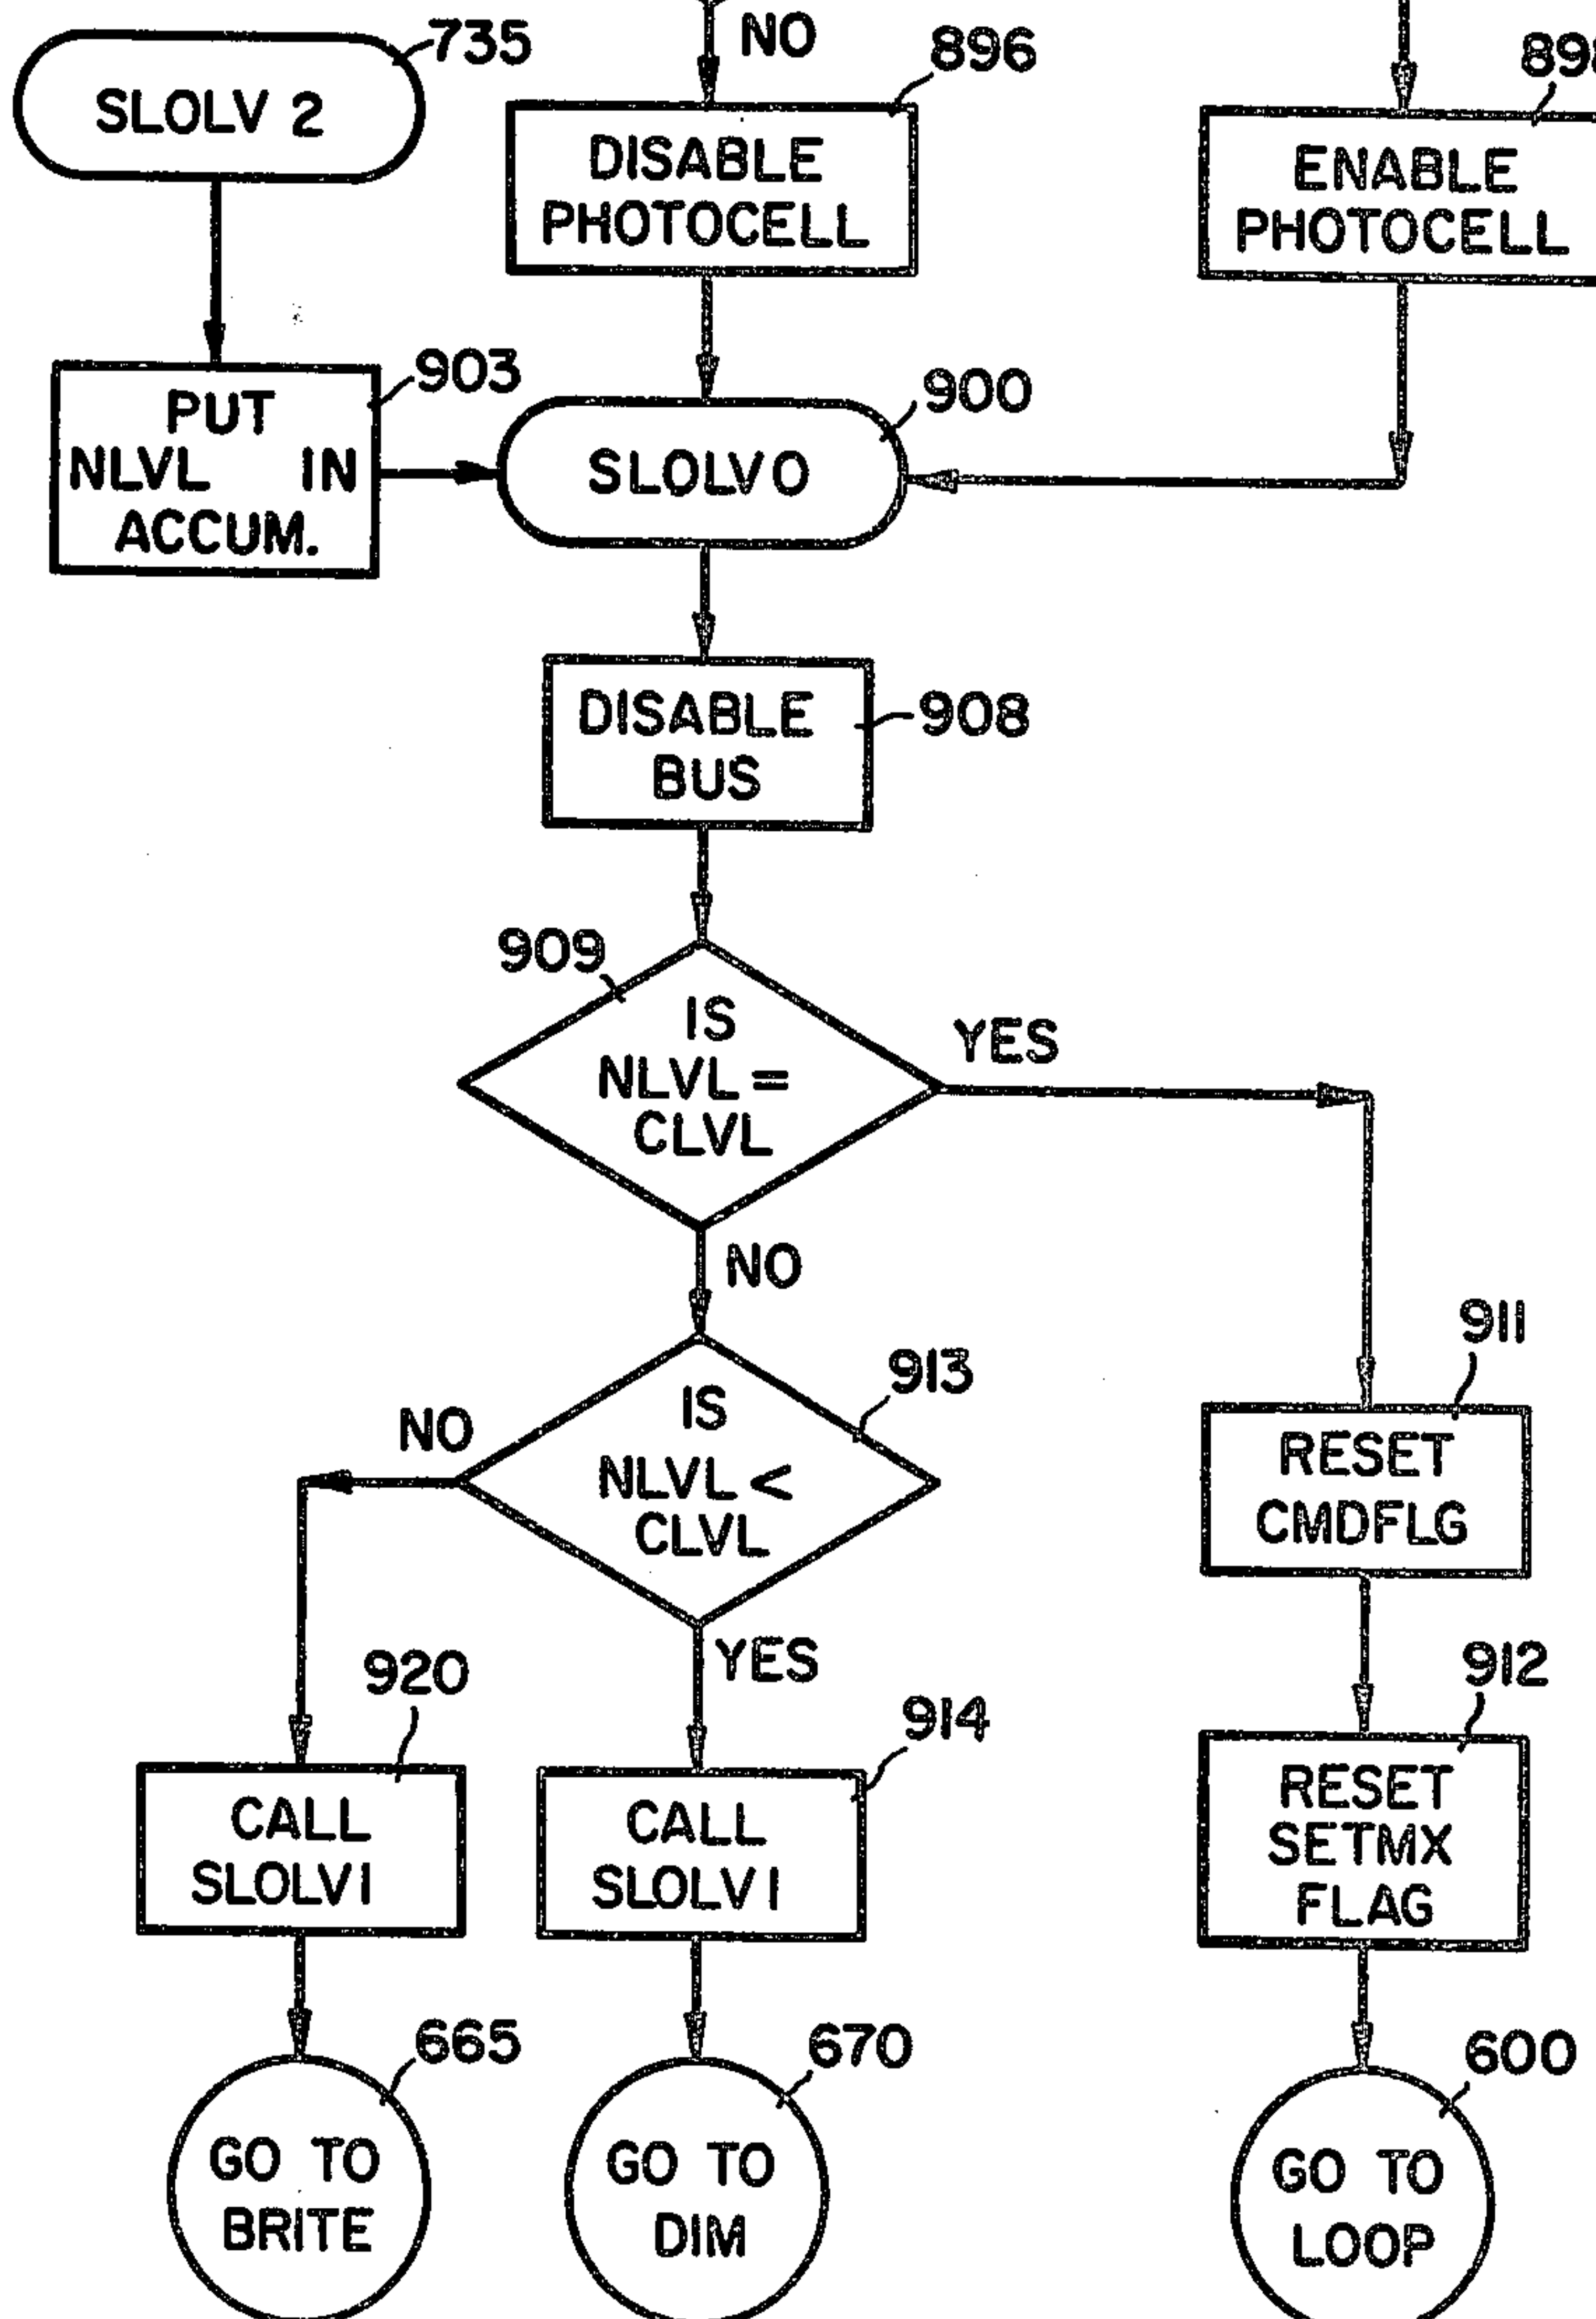 735
SLOLV 2
NO
896
DISABLE
PHOTOCELL
ENABLE
PHOTOCELL
903
PUT
NLVL IN
ACCUM.
900
SLOLVO
DISABLE
BUS
908
909
IS
NLVL =
CLVL
YES
NO
913
IS
NLVL <
CLVL
NO
YES
911
RESET
CMDFLG
912
RESET
SETMX
FLAG
920
CALL
SLOLV1
914
CALL
SLOLV1
665
GO TO
BRITE
670
GO TO
DIM
600
GO TO
LOOP